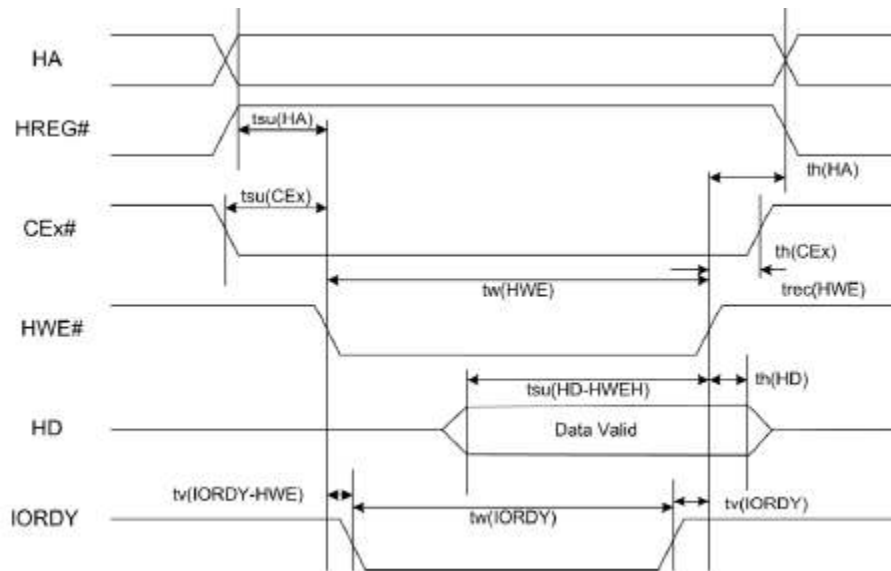 HA
HREG#
tsu(HA)
th(HA)
tsu(CEx)
CEx#
th(CEx)
tw(HWE)
trec(HWE)
HWE#
tsu(HD-HWEH)
th(HD)
HD
Data Valid
tv(IORDY-HWE)
tw(IORDY)
tv(IORDY)
IORDY